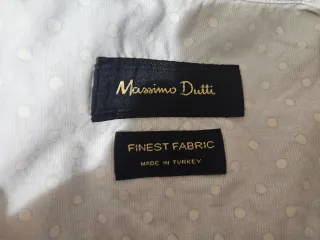 Massimo Dutti
FINEST FABRIC
MADE IN TURKEY